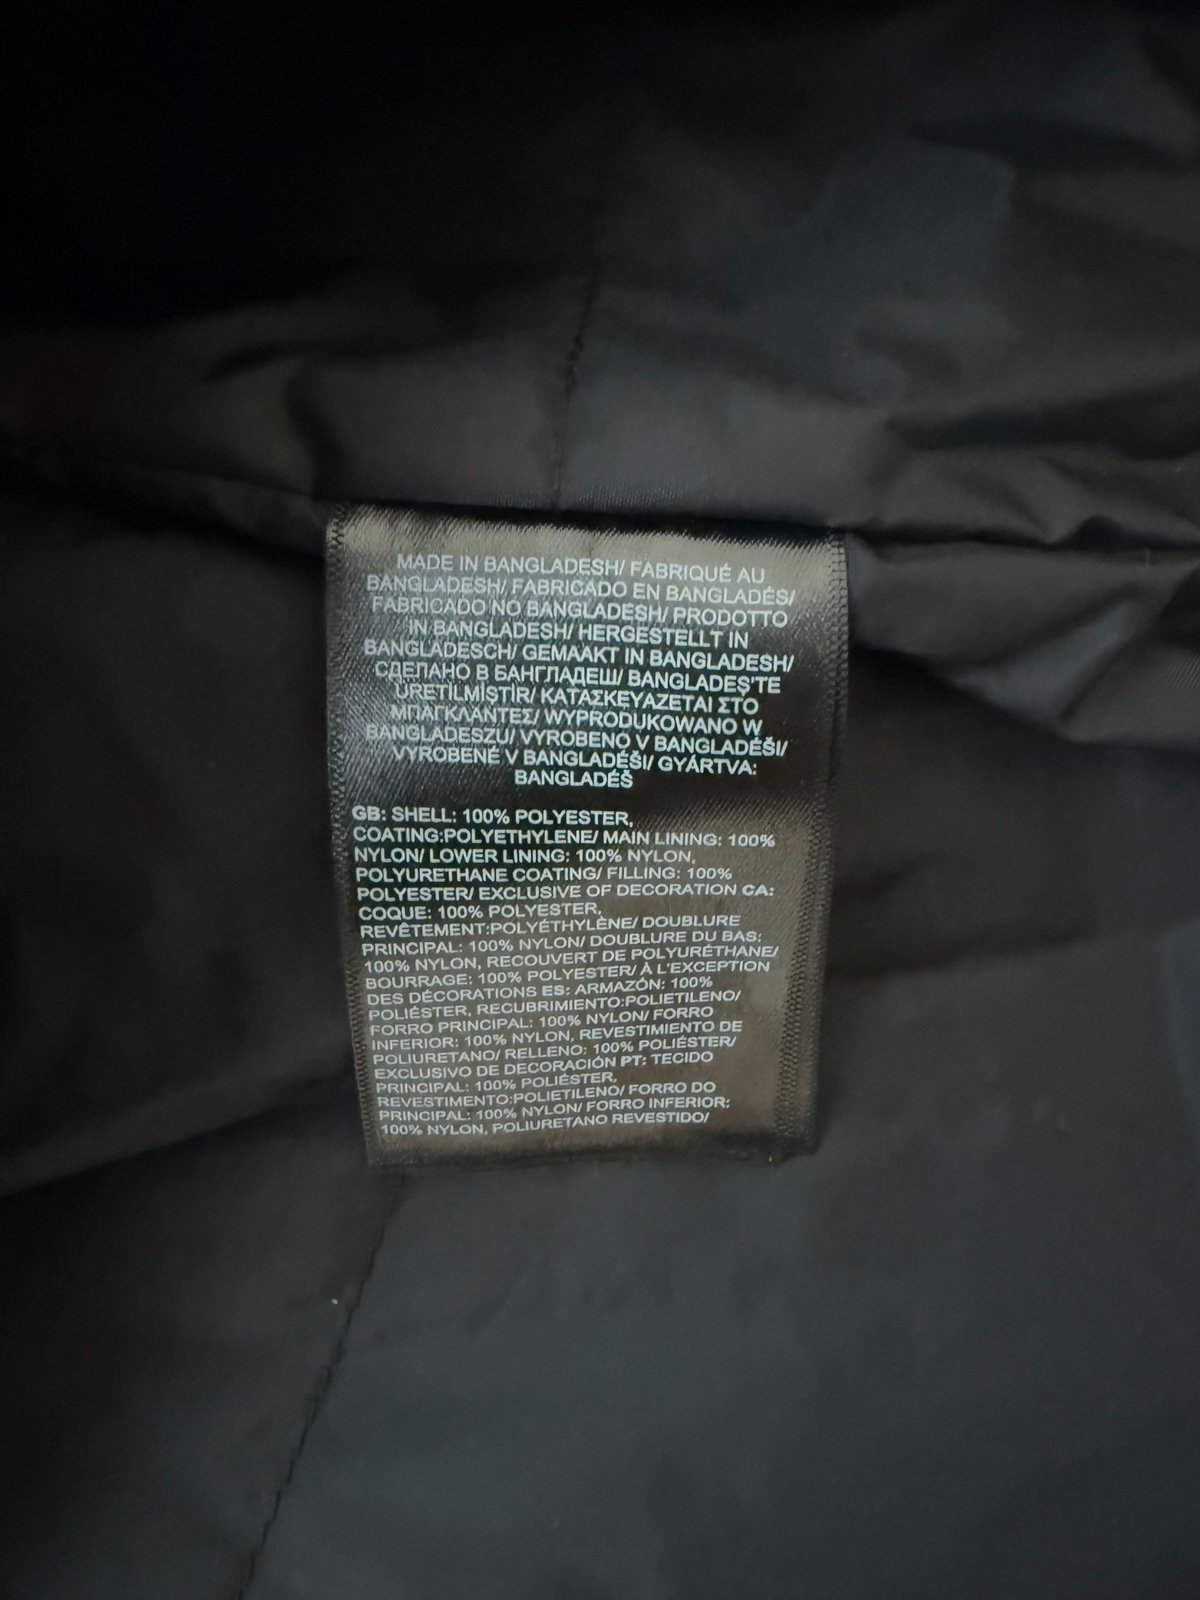 MADE IN BANGLADESH/ FABRIQUÉ AU
BANGLADESH/ FABRICADO EN BANGLADÉS/
FABRICADO NO BANGLADESH/ PRODOTTO
IN BANGLADESH/ HERGESTELLT IN
BANGLADESCH/ GEMAAKT IN BANGLADESH/
СДЕЛАНО В БАНГЛАДЕШ/ BANGLADEŞ'TE
ÜRETİLMİŞTİR/ ΚΑΤΑΣΚΕΥΑΖΕΤΑΙ ΣΤΟ
ΜΠΑΓΚΛΑΝΤΕΣ/ WYPRODUKOWANO W
BANGLADESZU/ VYROBENO V BANGLADÉŠI/
VYROBENÉ V BANGLADÉŠI/ GYÁRTVA:
BANGLADÉŠ
GB: SHELL: 100% POLYESTER,
COATING:POLYETHYLENE/ MAIN LINING: 100%
NYLON/ LOWER LINING: 100% NYLON,
POLYURETHANE COATING/ FILLING: 100%
POLYESTER/ EXCLUSIVE OF DECORATION CA:
COQUE: 100% POLYESTER,
REVÊTEMENT:POLYÉTHYLÈNE/ DOUBLURE
PRINCIPAL: 100% NYLON/ DOUBLURE DU BAS:
100% NYLON, RECOUVERT DE POLYURÉTHANE/
BOURRAGE: 100% POLYESTER/ À L'EXCEPTION
DES DÉCORATIONS ES: ARMAZÓN: 100%
POLIÉSTER, RECUBRIMIENTO:POLIETILENO/
FORRO PRINCIPAL: 100% NYLON/ FORRO
INFERIOR: 100% NYLON, REVESTIMIENTO DE
POLIURETANO/ RELLENO: 100% POLIÉSTER/
EXCLUSIVO DE DECORACIÓN PT: TECIDO
PRINCIPAL: 100% POLIÉSTER,
REVESTIMENTO:POLIETILENO/ FORRO DO
PRINCIPAL: 100% NYLON/ FORRO INFERIOR:
100% NYLON, POLIURETANO REVESTIDO/